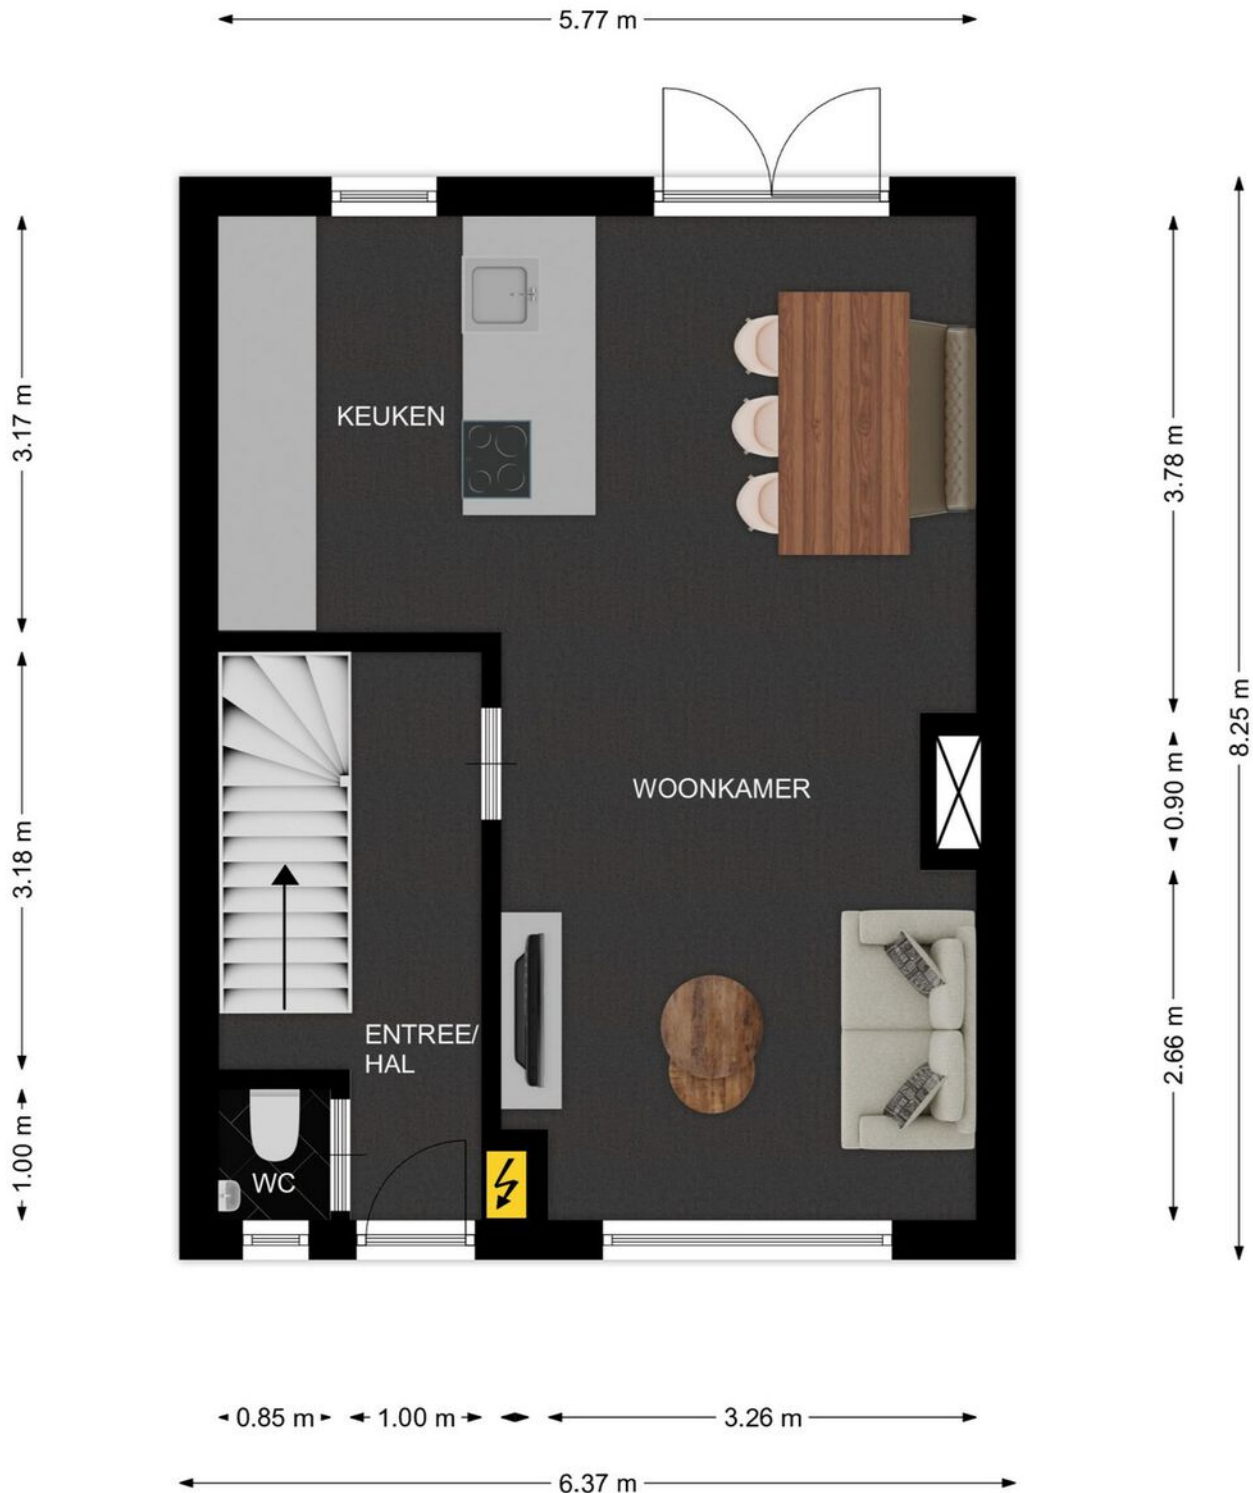 5.77 m
3.17 m
KEUKEN
3.78 m
8.25 m
WOONKAMER
0.90 m
3.18 m
ENTREE/
HAL
2.66 m
1.00 m
WC
0.85 m
1.00 m
3.26 m
6.37 m